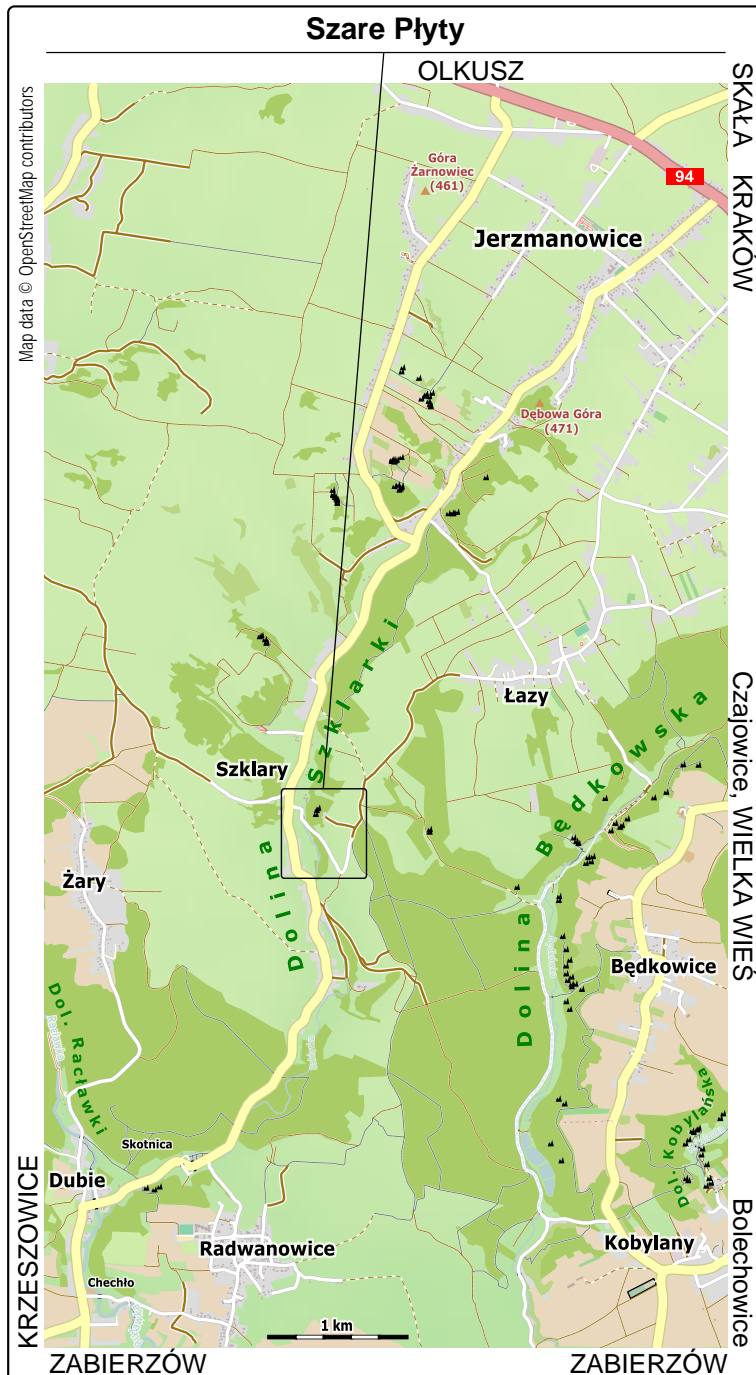 Szare Płyty
OLKUSZ
SKAŁA
KRAKÓW
Map data © OpenStreetMap contributors
Góra
Żarnowiec
(461)
94
Jerzmanowice
Dębowa Góra
(471)
Dolina Szklarki
Łazy
Szklary
Dolina Będkowska
Czajowice, WIELKA WIEŚ
Żary
Będkowice
Dol. Racławki
Dol. Kobylańska
Skotnica
Dubie
KRZESZOWICE
Radwanowice
Kobylany
Bolechowice
Chechło
1 km
ZABIERZÓW
ZABIERZÓW